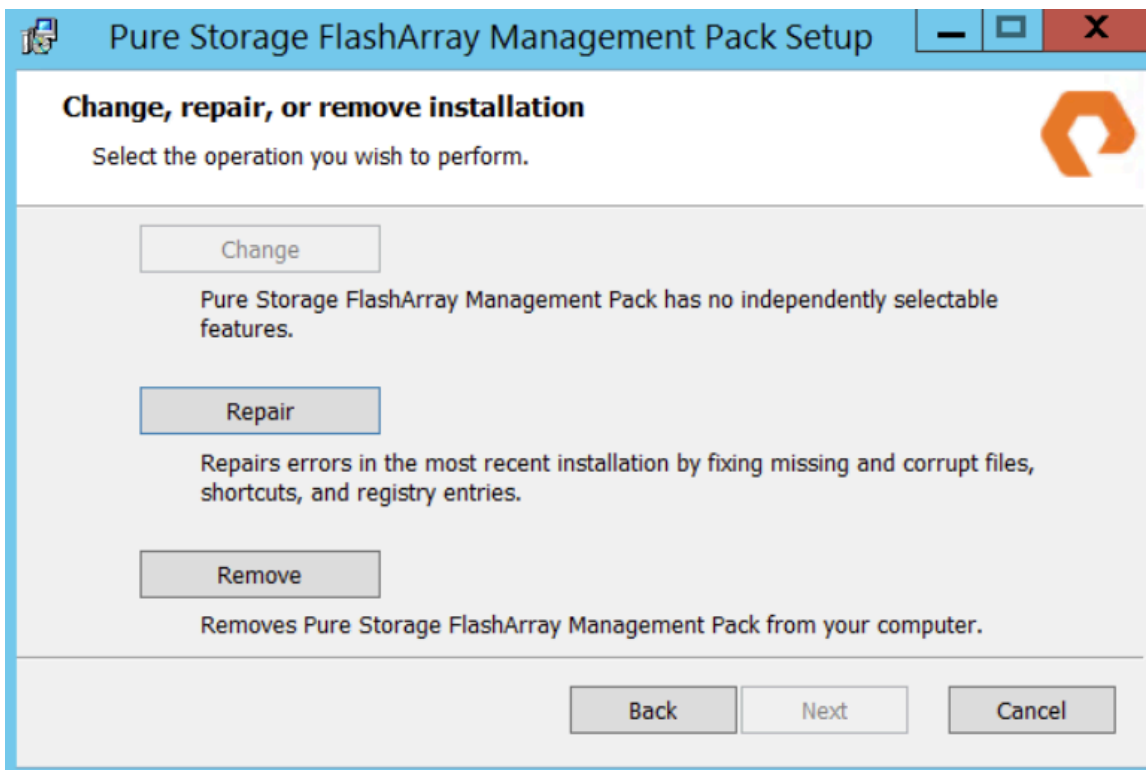 Pure Storage FlashArray Management Pack Setup
Change, repair, or remove installation
Select the operation you wish to perform.
Change
Pure Storage FlashArray Management Pack has no independently selectable
features.
Repair
Repairs errors in the most recent installation by fixing missing and corrupt files,
shortcuts, and registry entries.
Remove
Removes Pure Storage FlashArray Management Pack from your computer.
Back
Next
Cancel